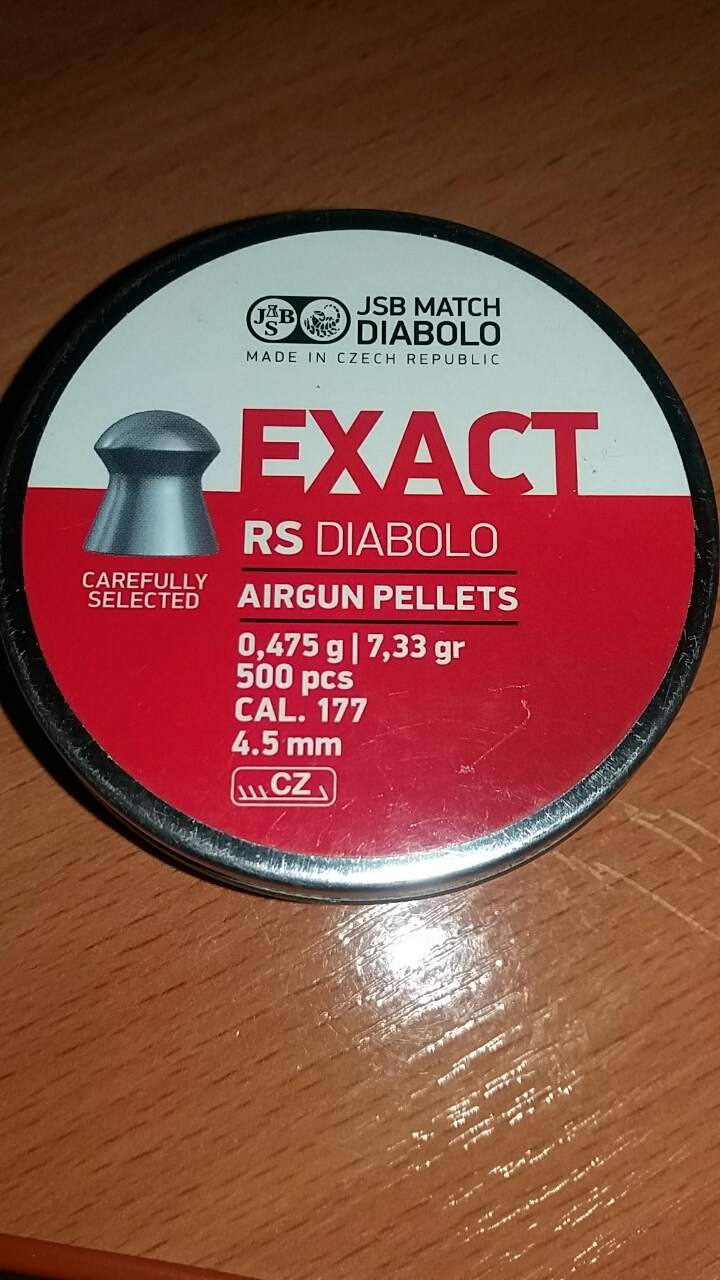 JSB
JSB MATCH
DIABOLO
MADE IN CZECH REPUBLIC
EXACT
RS DIABOLO
CAREFULLY
SELECTED
AIRGUN PELLETS
0,475 g | 7,33 gr
500 pcs
CAL. 177
4.5 mm
CZ